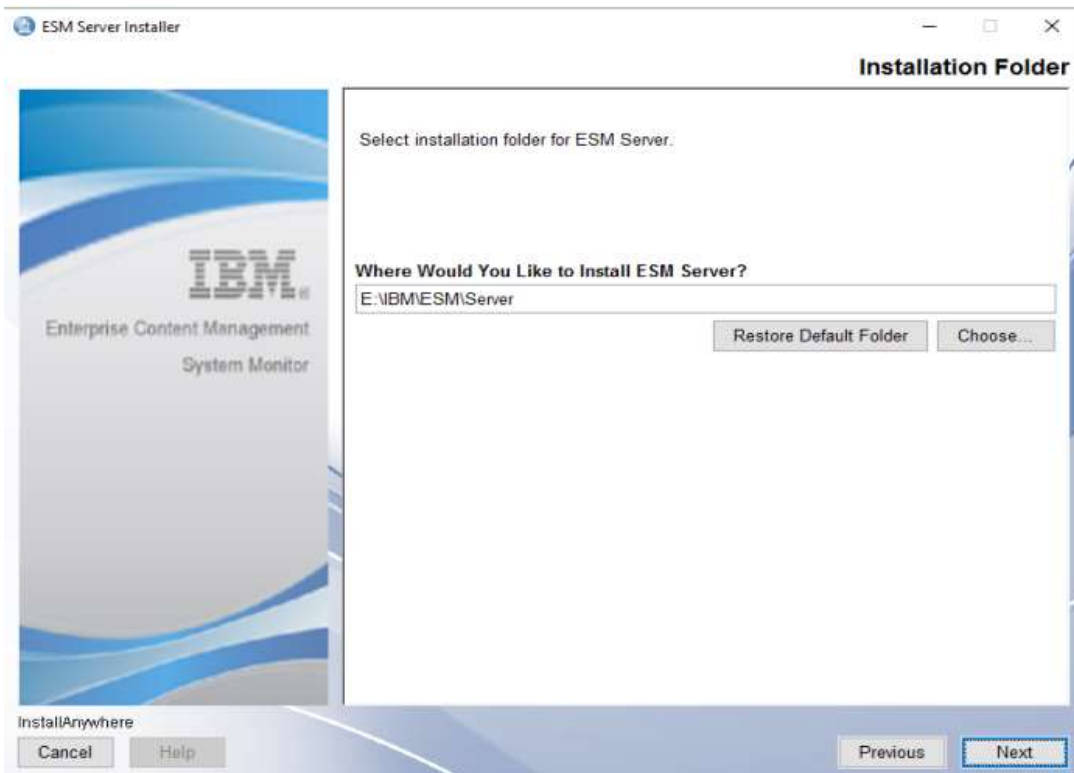 ESM Server Installer
Installation Folder
Select installation folder for ESM Server.
IBM®
Enterprise Content Management
System Monitor
Where Would You Like to Install ESM Server?
E:\IBM\ESM\Server
Restore Default Folder
Choose...
InstallAnywhere
Cancel
Help
Previous
Next